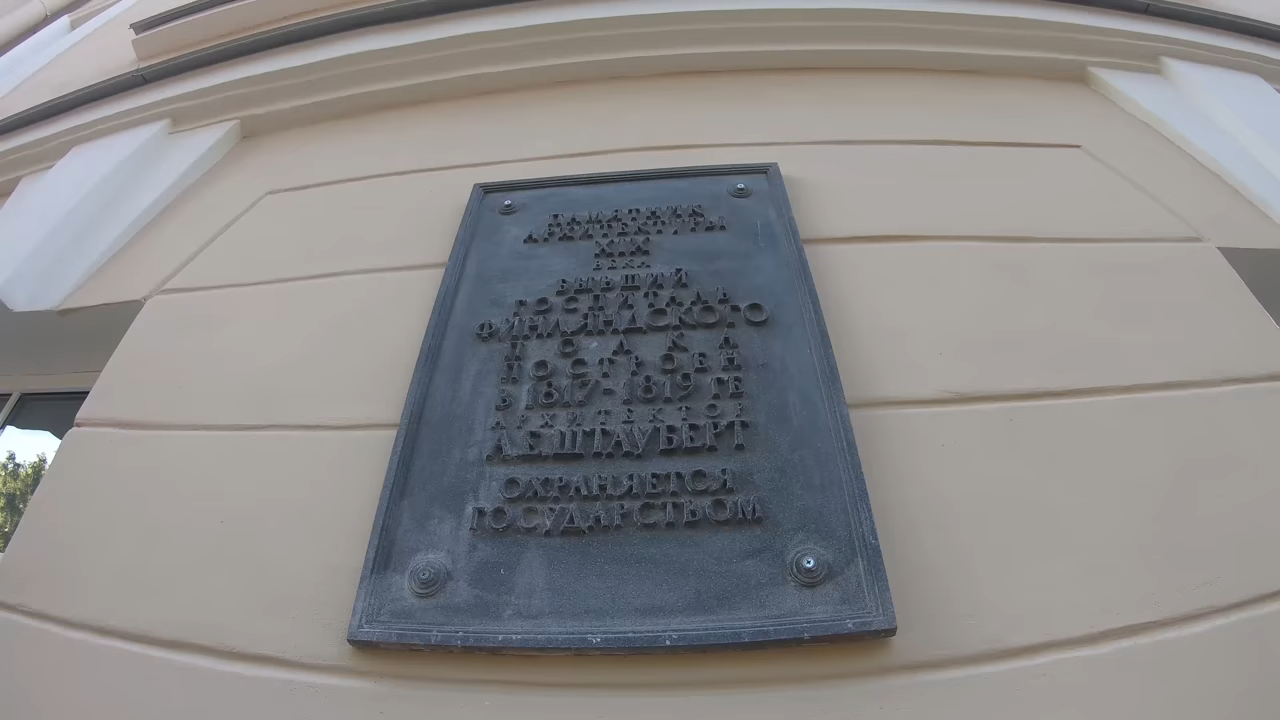 ПАМЯТНИК
АРХИТЕКТУРЫ
XIX
ВЕКА
БЫВШИЙ
ГОСПИТАЛЬ
ФИНЛЯНДСКОГО
ПОЛКА
ПОСТРОЕН
В 1817-1819 ГГ
АРХИТЕКТОР
А.Е.ШТАУБЕРТ
ОХРАНЯЕТСЯ
ГОСУДАРСТВОМ